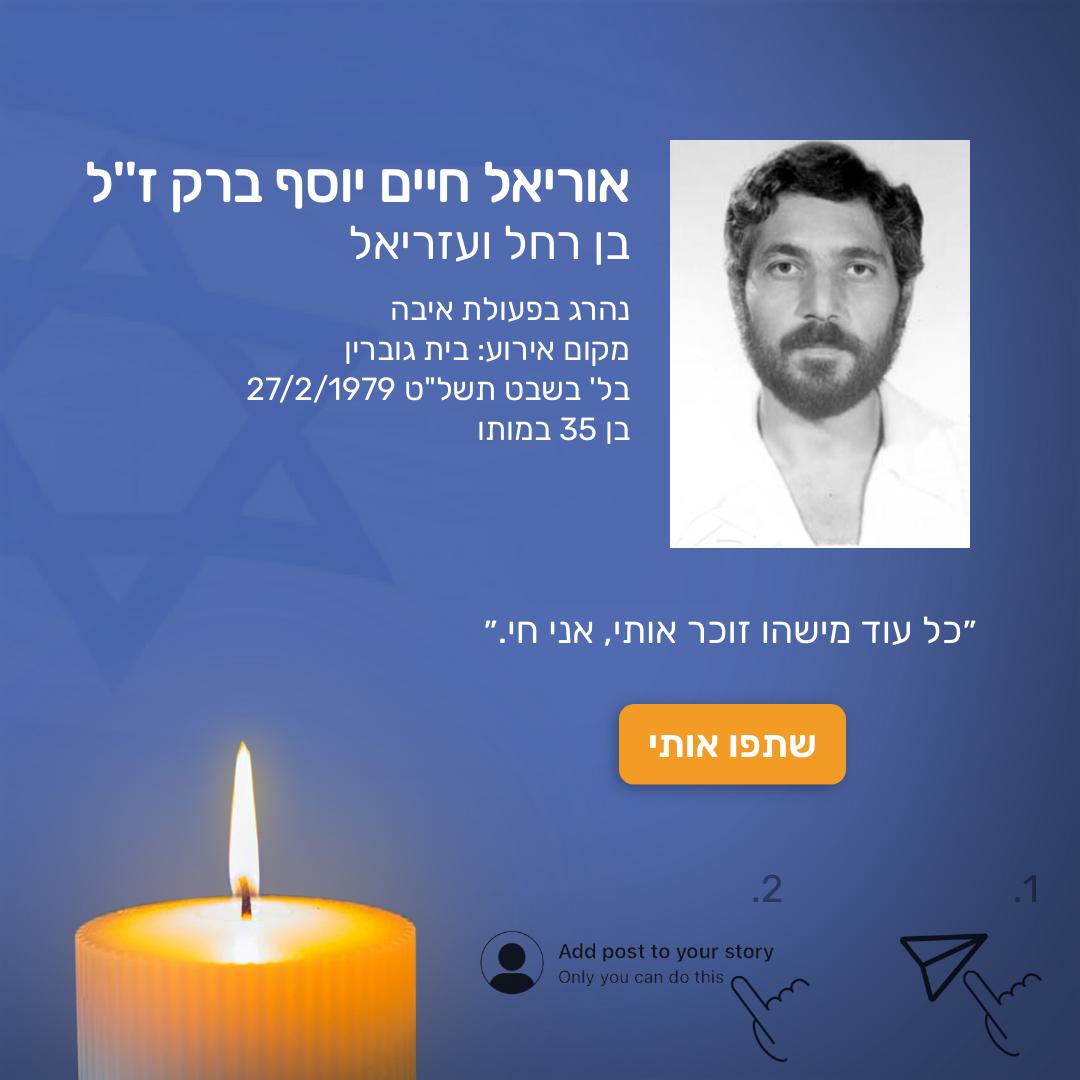 אוריאל חיים יוסף ברק ז"ל
בן רחל ועזריאל
נהרג בפעולת איבה
מקום אירוע: בית גוברין
בל' בשבט תשל"ט 27/2/1979
בן 35 במותו
״כל עוד מישהו זוכר אותי, אני חי.״
שתפו אותי
1.
2.
Add post to your story
Only you can do this